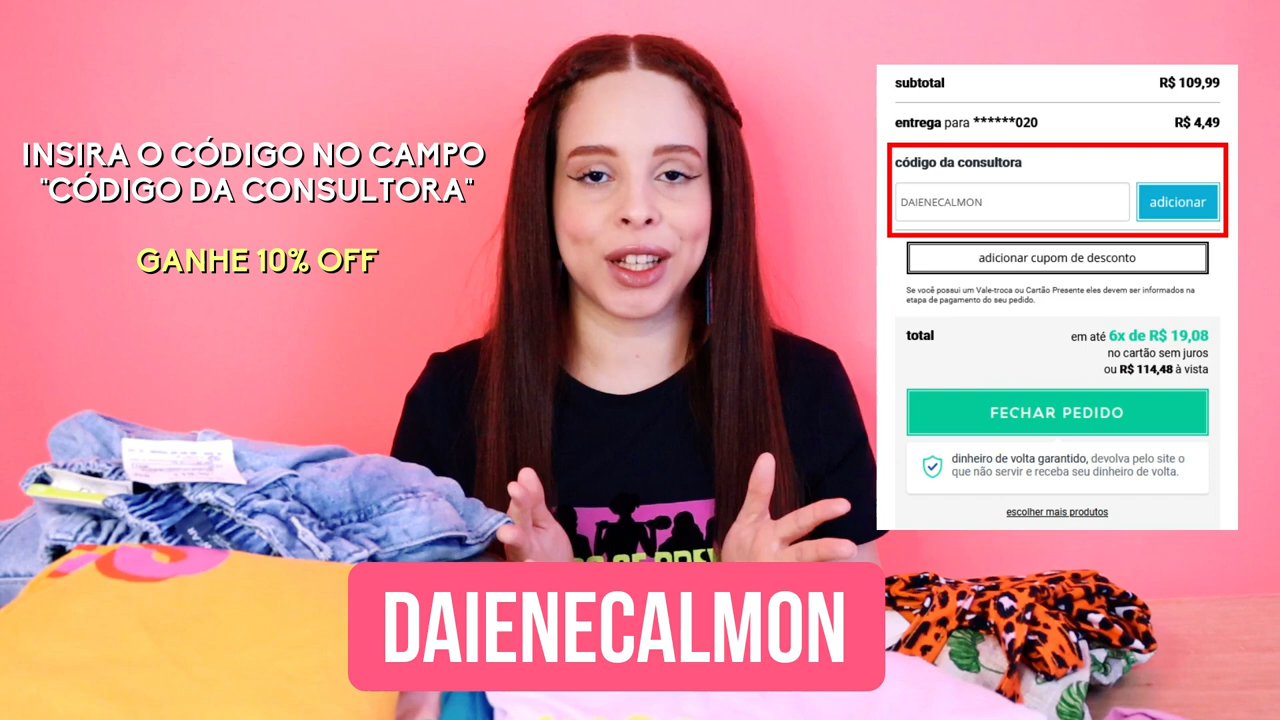 INSIRA O CÓDIGO NO CAMPO
"CÓDIGO DA CONSULTORA"
GANHE 10% OFF
subtotal R$ 109,99
entrega para ******020 R$ 4,49
código da consultora
DAIENECALMON adicionar
adicionar cupom de desconto
Se você possui um Vale-troca ou Cartão Presente eles devem ser informados na
etapa de pagamento do seu pedido.
total em até 6x de R$ 19,08
no cartão sem juros
ou R$ 114,48 à vista
FECHAR PEDIDO
dinheiro de volta garantido, devolva pelo site o
que não servir e receba seu dinheiro de volta.
escolher mais produtos
DAIENECALMON